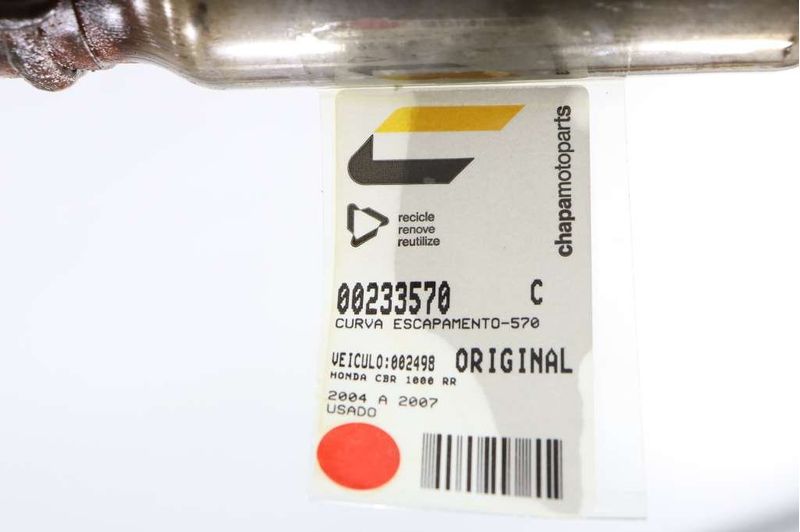 chapamotoparts
recicle
renove
reutilize
00233570 C
CURVA ESCAPAMENTO-570
VEICULO:002498 ORIGINAL
HONDA CBR 1000 RR
2004 A 2007
USADO